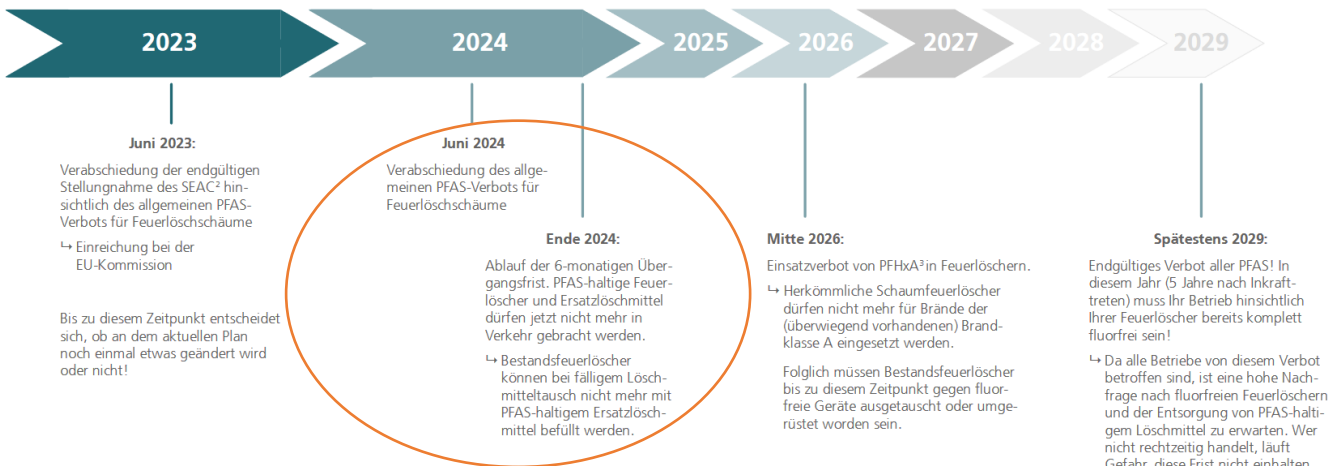 2023
2024
2025
2026
2027
2028
2029
Juni 2023:
Verabschiedung der endgültigen
Stellungnahme des SEAC² hin-
sichtlich des allgemeinen PFAS-
Verbots für Feuerlöschschäume
↳ Einreichung bei der
EU-Kommission
Bis zu diesem Zeitpunkt entscheidet
sich, ob an dem aktuellen Plan
noch einmal etwas geändert wird
oder nicht!
Juni 2024
Verabschiedung des allge-
meinen PFAS-Verbots für
Feuerlöschschäume
Ende 2024:
Ablauf der 6-monatigen Über-
gangsfrist. PFAS-haltige Feuer-
löscher und Ersatzlöschmittel
dürfen jetzt nicht mehr in
Verkehr gebracht werden.
↳ Bestandsfeuerlöscher
können bei fälligem Lösch-
mitteltausch nicht mehr mit
PFAS-haltigem Ersatzlösch-
mittel befüllt werden.
Mitte 2026:
Einsatzverbot von PFHxA³ in Feuerlöschern.
↳ Herkömmliche Schaumfeuerlöscher
dürfen nicht mehr für Brände der
(überwiegend vorhandenen) Brand-
klasse A eingesetzt werden.
Folglich müssen Bestandsfeuerlöscher
bis zu diesem Zeitpunkt gegen fluor-
freie Geräte ausgetauscht oder umge-
rüstet worden sein.
Spätestens 2029:
Endgültiges Verbot aller PFAS! In
diesem Jahr (5 Jahre nach Inkraft-
treten) muss Ihr Betrieb hinsichtlich
Ihrer Feuerlöscher bereits komplett
fluorfrei sein!
↳ Da alle Betriebe von diesem Verbot
betroffen sind, ist eine hohe Nach-
frage nach fluorfreien Feuerlöschern
und der Entsorgung von PFAS-halti-
gem Löschmittel zu erwarten. Wer
nicht rechtzeitig handelt, läuft
Gefahr, diese Frist nicht einhalten